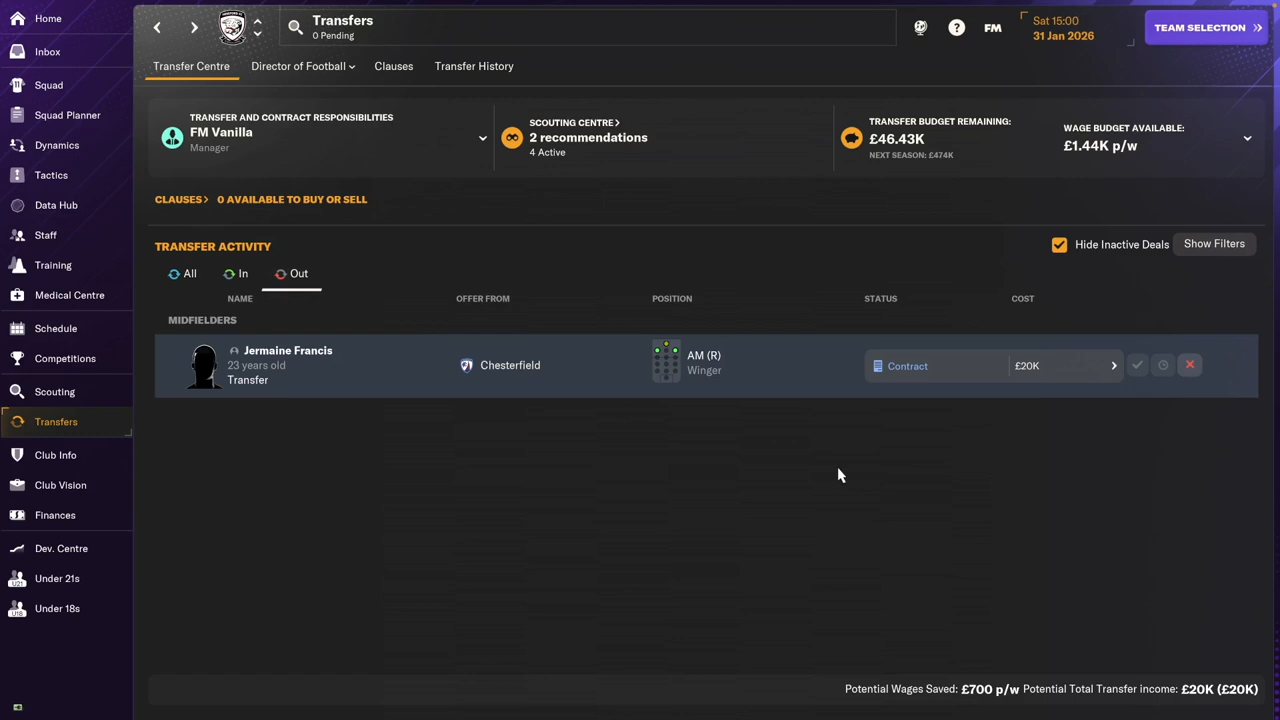 Home
Inbox
Squad
Squad Planner
Dynamics
Tactics
Data Hub
Staff
Training
Medical Centre
Schedule
Competitions
Scouting
Transfers
Club Info
Club Vision
Finances
Dev. Centre
Under 21s
Under 18s
Transfers
0 Pending
FM
Sat 15:00
31 Jan 2026
TEAM SELECTION
Transfer Centre
Director of Football
Clauses
Transfer History
TRANSFER AND CONTRACT RESPONSIBILITIES
FM Vanilla
Manager
SCOUTING CENTRE
2 recommendations
4 Active
TRANSFER BUDGET REMAINING:
£46.43K
NEXT SEASON: £474K
WAGE BUDGET AVAILABLE:
£1.44K p/w
CLAUSES 0 AVAILABLE TO BUY OR SELL
TRANSFER ACTIVITY
Hide Inactive Deals
Show Filters
All
In
Out
NAME
OFFER FROM
POSITION
STATUS
COST
MIDFIELDERS
Jermaine Francis
23 years old
Transfer
Chesterfield
AM (R)
Winger
Contract
£20K
Potential Wages Saved: £700 p/w Potential Total Transfer income: £20K (£20K)